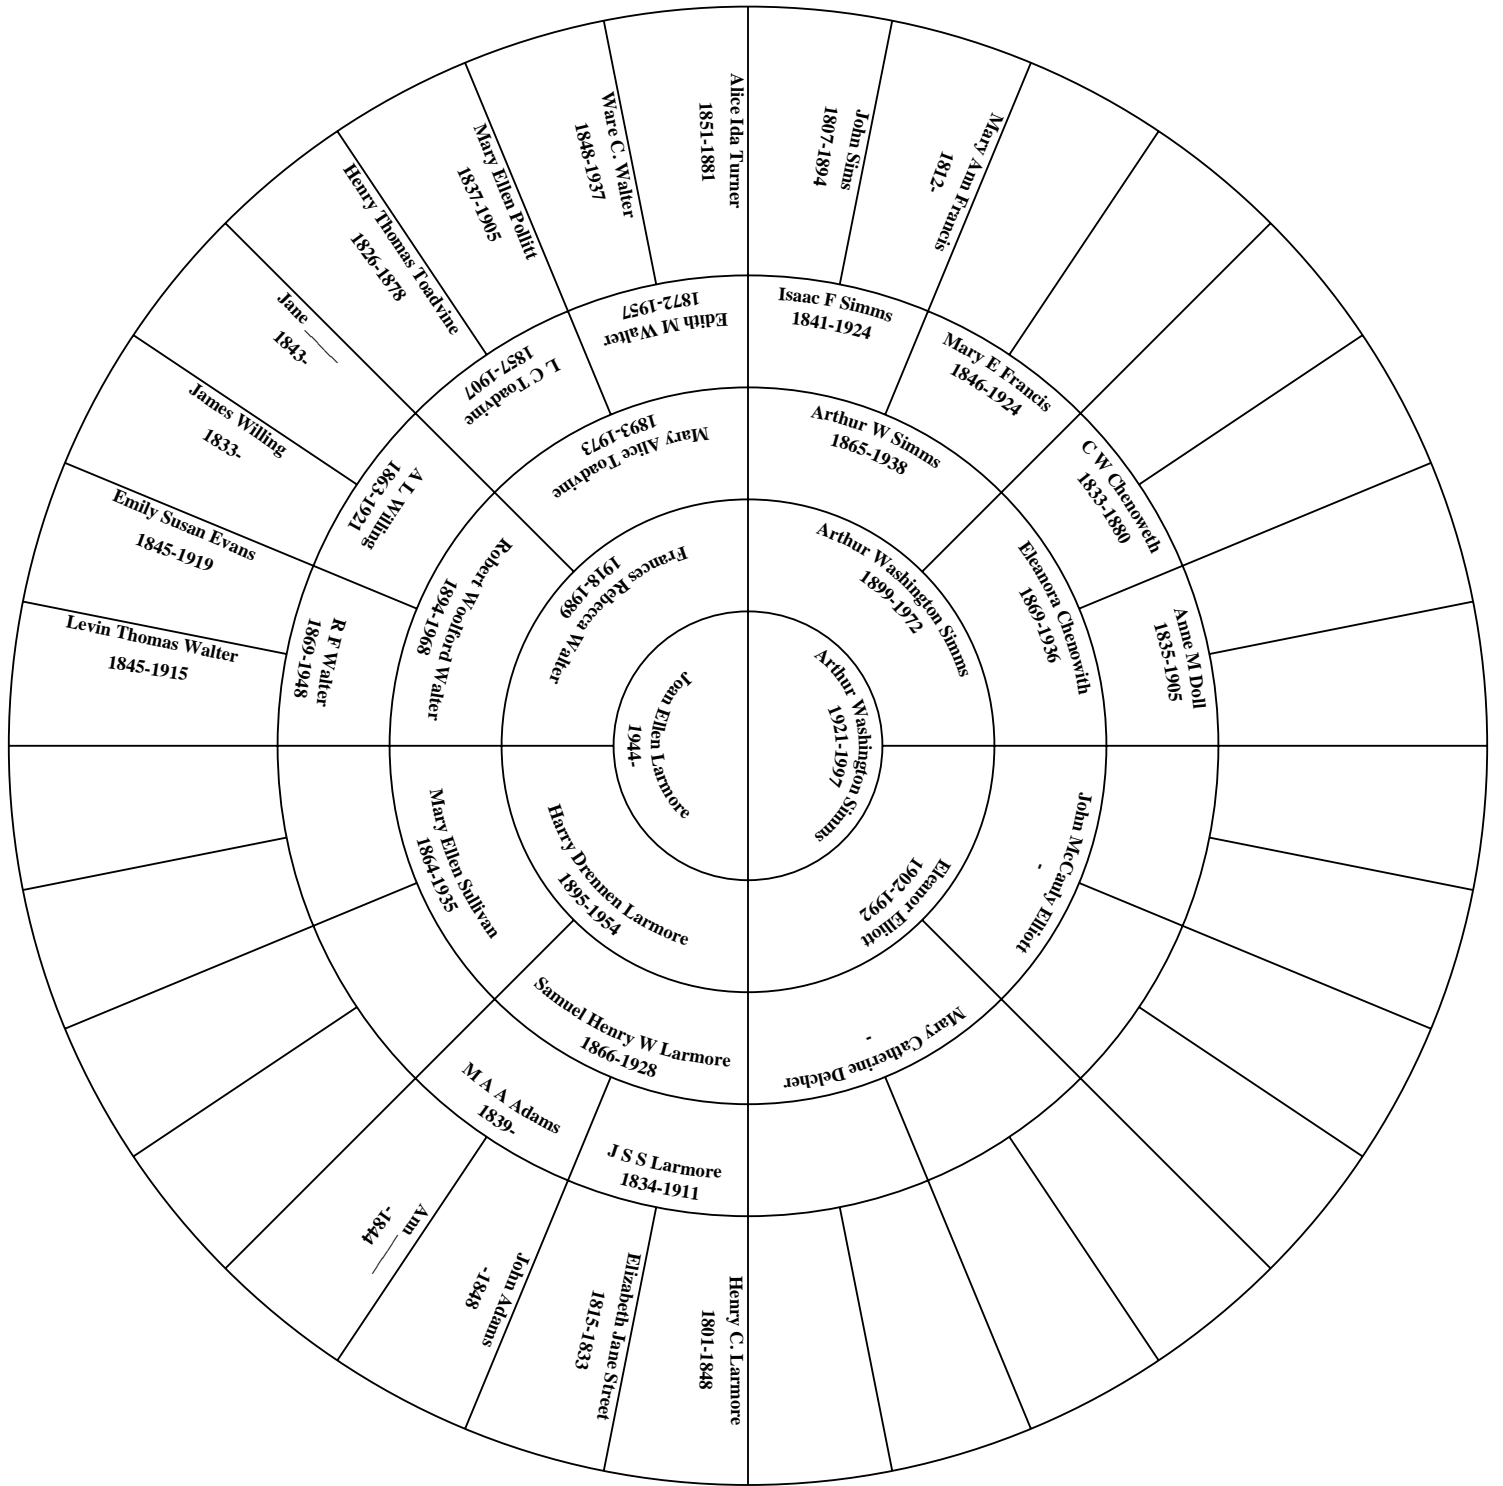 Alice Ida Turner
1851-1881
John Sims
1807-1894
Mary Ann Francis
1812-
Ware C. Walter
1848-1937
Mary Ellen Pollitt
1837-1905
Henry Thomas Toadvine
1826-1878
Jane ______
1843-
James Willing
1833-
Emily Susan Evans
1845-1919
Levin Thomas Walter
1845-1915
Edith M Walter
1872-1957
L C Toadvine
1857-1907
A L Willing
1863-1921
R F Walter
1869-1948
Isaac F Simms
1841-1924
Mary E Francis
1846-1924
C W Chenoweth
1833-1880
Anne M Doll
1835-1905
Mary Alice Toadvine
1893-1973
Robert Woolford Walter
1894-1968
Arthur W Simms
1865-1938
Eleanora Chenowith
1869-1936
Frances Rebecca Walter
1918-1989
Arthur Washington Simms
1899-1972
Joan Ellen Larmore
1944-
Arthur Washington Simms
1921-1997
Harry Drennen Larmore
1895-1954
Eleanor Elliott
1902-1992
Mary Ellen Sullivan
1864-1935
Samuel Henry W Larmore
1866-1928
John McCauly Elliott
-
Mary Catherine Delcher
-
M A A Adams
1839-
J S S Larmore
1834-1911
Ann ______
-1844
John Adams
-1848
Elizabeth Jane Street
1815-1833
Henry C. Larmore
1801-1848